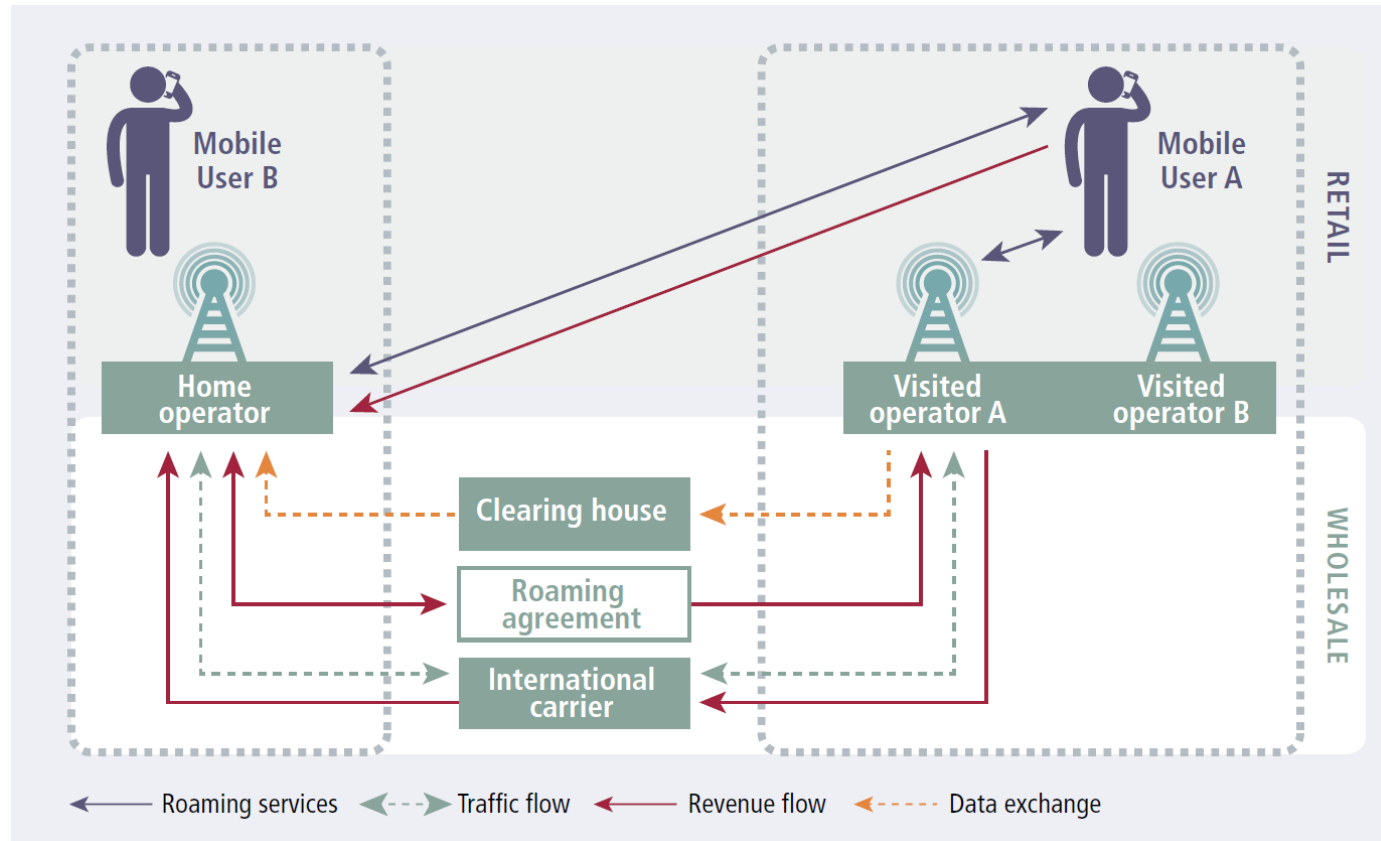 Mobile
User B
Mobile
User A
RETAIL
Home
operator
Visited
operator A
Visited
operator B
Clearing house
Roaming
agreement
International
carrier
WHOLESALE
Roaming services
Traffic flow
Revenue flow
Data exchange